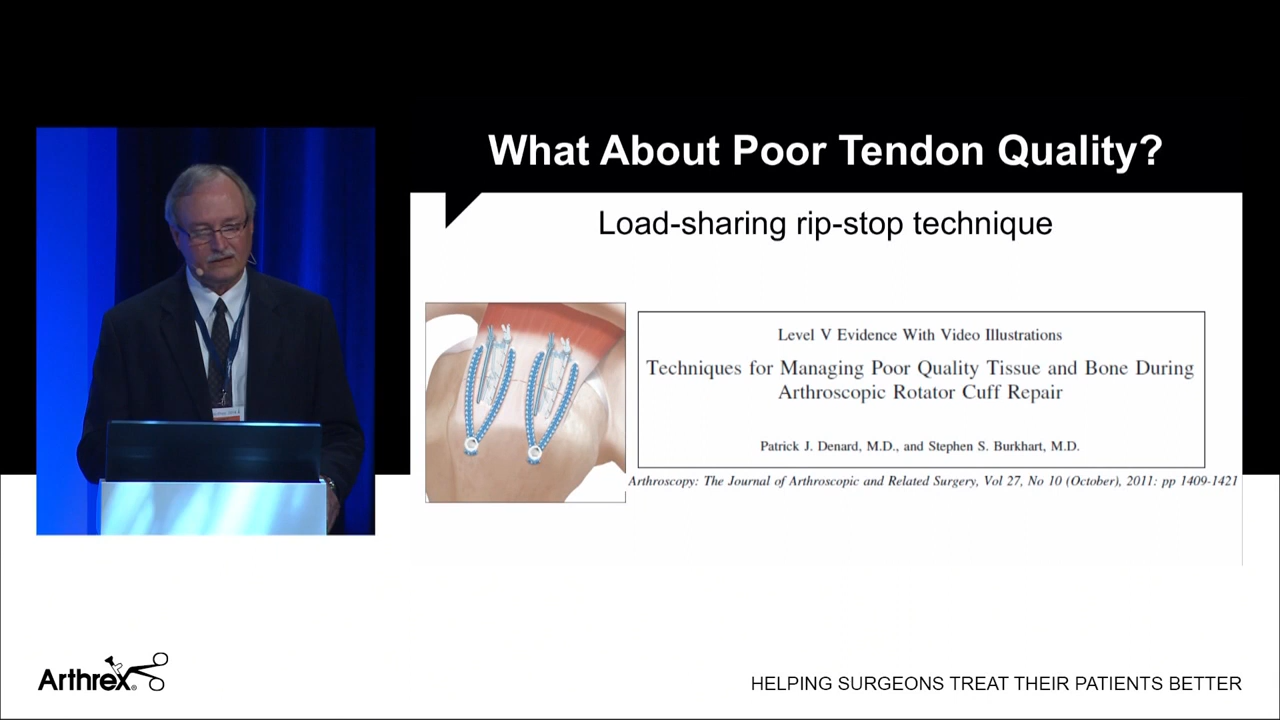 What About Poor Tendon Quality?
Load-sharing rip-stop technique
Level V Evidence With Video Illustrations
Techniques for Managing Poor Quality Tissue and Bone During
Arthroscopic Rotator Cuff Repair
Patrick J. Denard, M.D., and Stephen S. Burkhart, M.D.
Arthroscopy: The Journal of Arthroscopic and Related Surgery, Vol 27, No 10 (October), 2011: pp 1409-1421
Arthrex®
HELPING SURGEONS TREAT THEIR PATIENTS BETTER